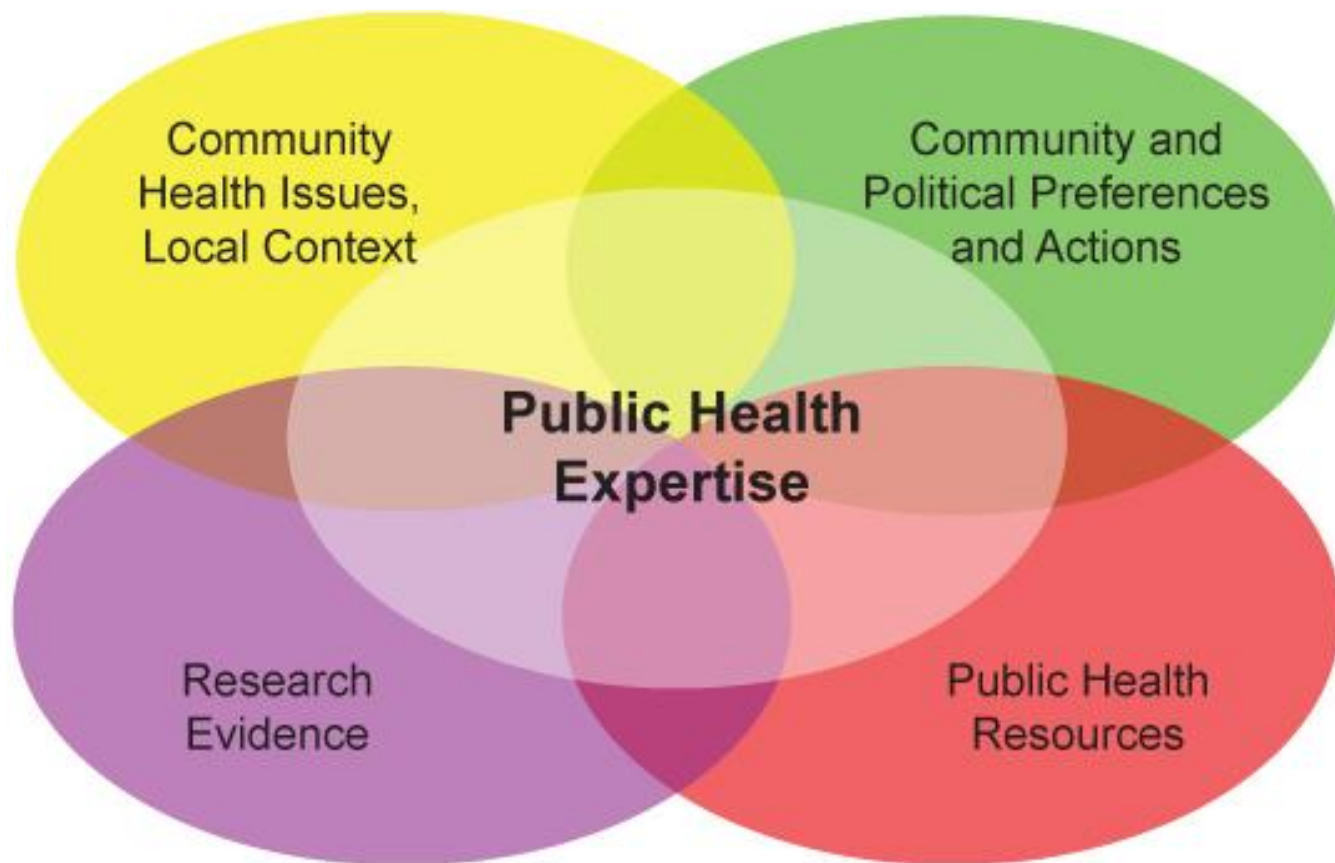 Community
Health Issues,
Local Context
Community and
Political Preferences
and Actions
Public Health
Expertise
Research
Evidence
Public Health
Resources